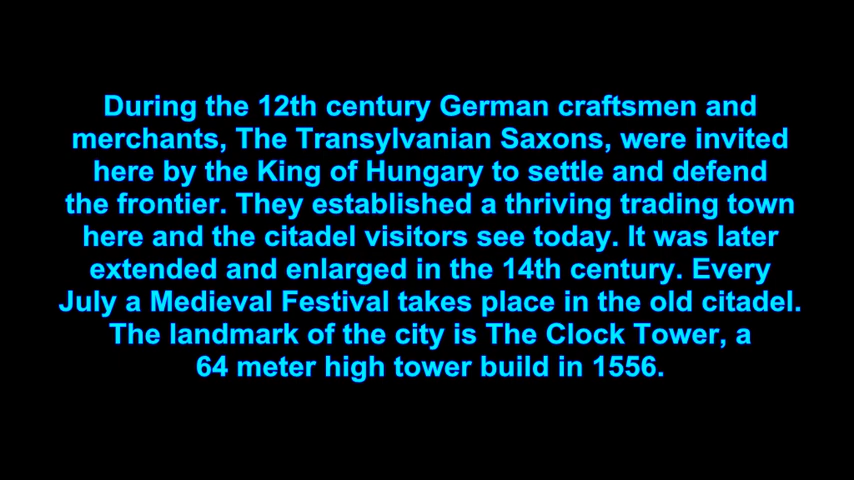 During the 12th century German craftsmen and
merchants, The Transylvanian Saxons, were invited
here by the King of Hungary to settle and defend
the frontier. They established a thriving trading town
here and the citadel visitors see today. It was later
extended and enlarged in the 14th century. Every
July a Medieval Festival takes place in the old citadel.
The landmark of the city is The Clock Tower, a
64 meter high tower build in 1556.